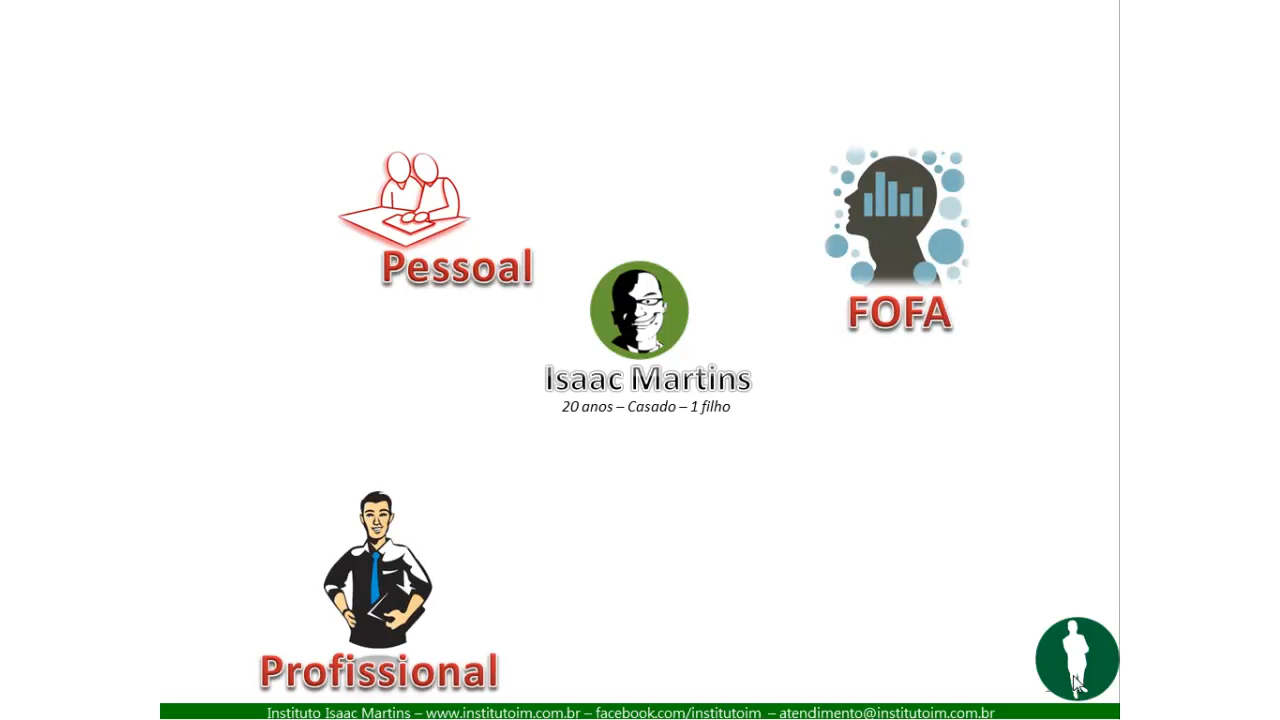 Pessoal
FOFA
Isaac Martins
20 anos – Casado – 1 filho
Profissional
Instituto Isaac Martins – www.institutoim.com.br – facebook.com/institutoim – atendimento@institutoim.com.br